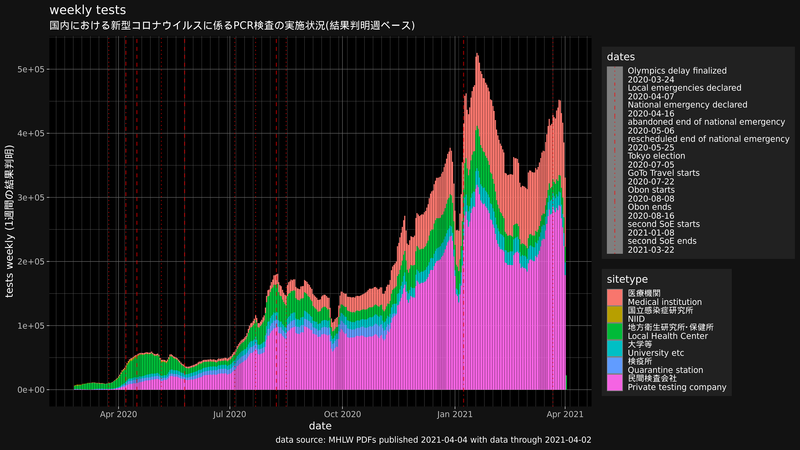 weekly tests
国内における新型コロナウイルスに係るPCR検査の実施状況(結果判明週ベース)
tests weekly (1週間の結果判明)
5e+05
4e+05
3e+05
2e+05
1e+05
0e+00
Apr 2020
Jul 2020
Oct 2020
Jan 2021
Apr 2021
date
data source: MHLW PDFs published 2021-04-04 with data through 2021-04-02
dates
Olympics delay finalized
2020-03-24
Local emergencies declared
2020-04-07
National emergency declared
2020-04-16
abandoned end of national emergency
2020-05-06
rescheduled end of national emergency
2020-05-25
Tokyo election
2020-07-05
GoTo Travel starts
2020-07-22
Obon starts
2020-08-08
Obon ends
2020-08-16
second SoE starts
2021-01-08
second SoE ends
2021-03-22
sitetype
医療機関
Medical institution
国立感染症研究所
NIID
地方衛生研究所･保健所
Local Health Center
大学等
University etc
検疫所
Quarantine station
民間検査会社
Private testing company